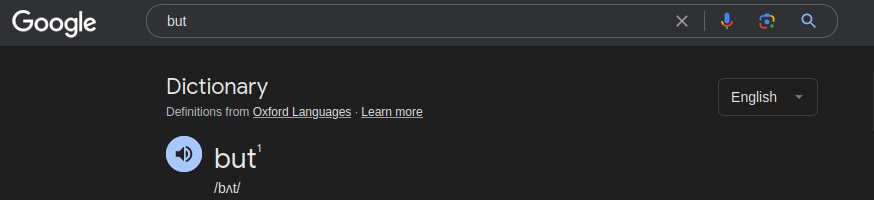 Google but
Dictionary
English
Definitions from Oxford Languages · Learn more
but1
/bʌt/